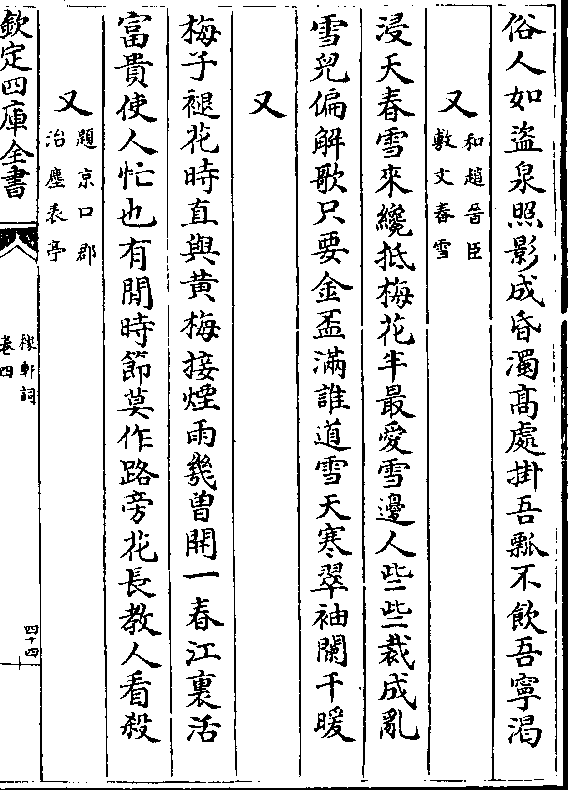 俗人如盜泉照影成昏濁髙處掛吾瓢不飲吾寧渇
又和趙晉臣
敷文春雪
浸天春雪來纔抵梅花半最愛雪邊人些些裁成亂
雪兒偏解歌只要金盃滿誰道雪天寒翠袖闌干暖
又
梅子褪花時直與黄梅接煙雨幾曽開一春江裏活
富貴使人忙也有閒時節莫作路旁花長教人看殺
又題京口郡
治塵表亭
欽定四庫全書
稼軒詞
卷四
四十四